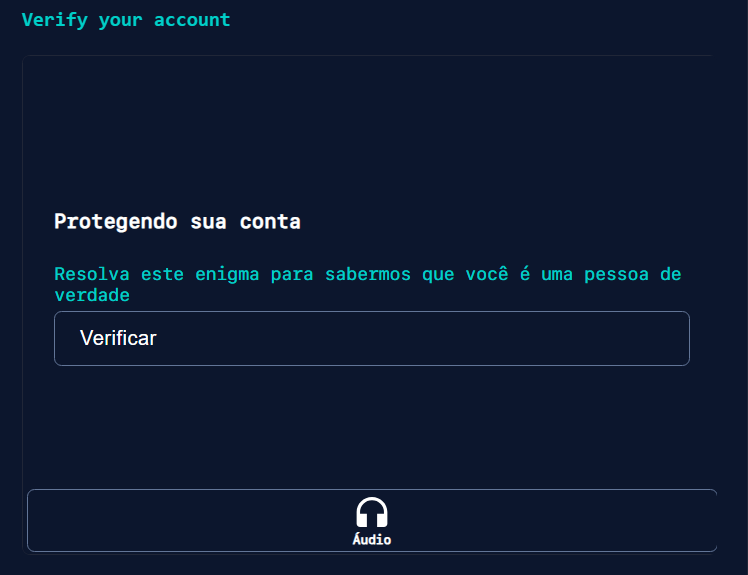 Verify your account
Protegendo sua conta
Resolva este enigma para sabermos que você é uma pessoa de
verdade
Verificar
Áudio